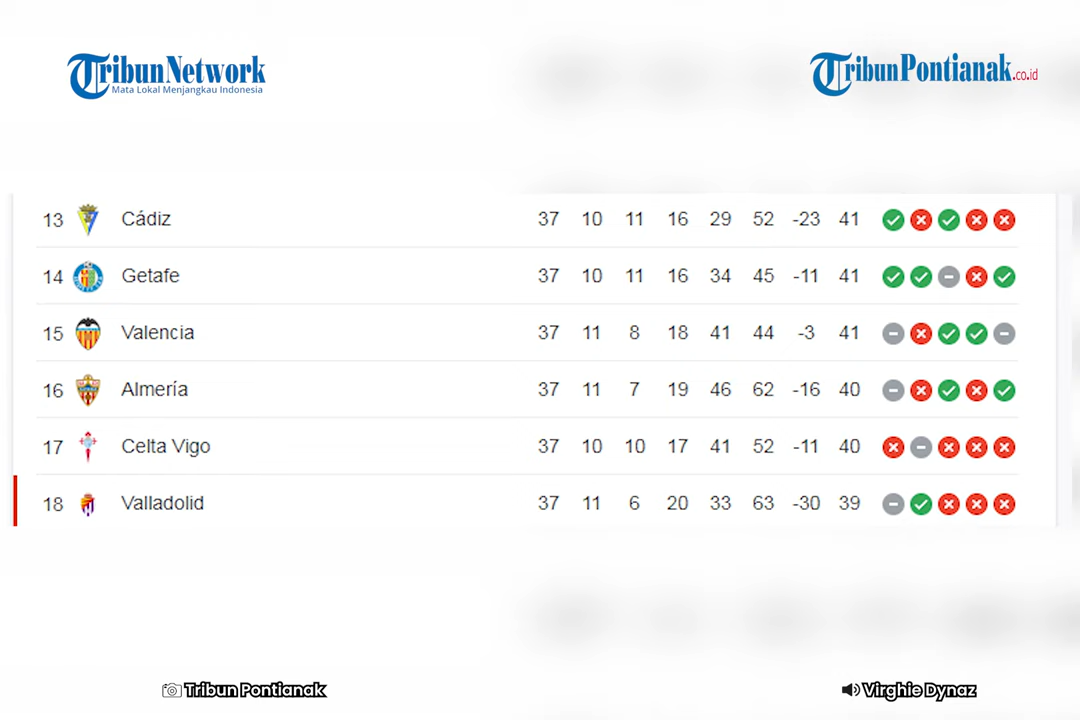 TribunNetwork
Mata Lokal Menjangkau Indonesia
TribunPontianak.co.id
13 Cádiz 37 10 11 16 29 52 -23 41
14 Getafe 37 10 11 16 34 45 -11 41
15 Valencia 37 11 8 18 41 44 -3 41
16 Almería 37 11 7 19 46 62 -16 40
17 Celta Vigo 37 10 10 17 41 52 -11 40
18 Valladolid 37 11 6 20 33 63 -30 39
Tribun Pontianak
Virghie Dynaz